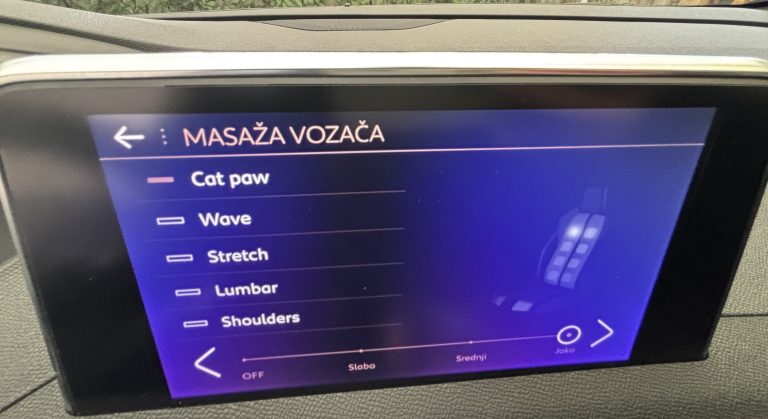 MASAŽA VOZAČA
Cat paw
Wave
Stretch
Lumbar
Shoulders
OFF Slabo Srednji Jako